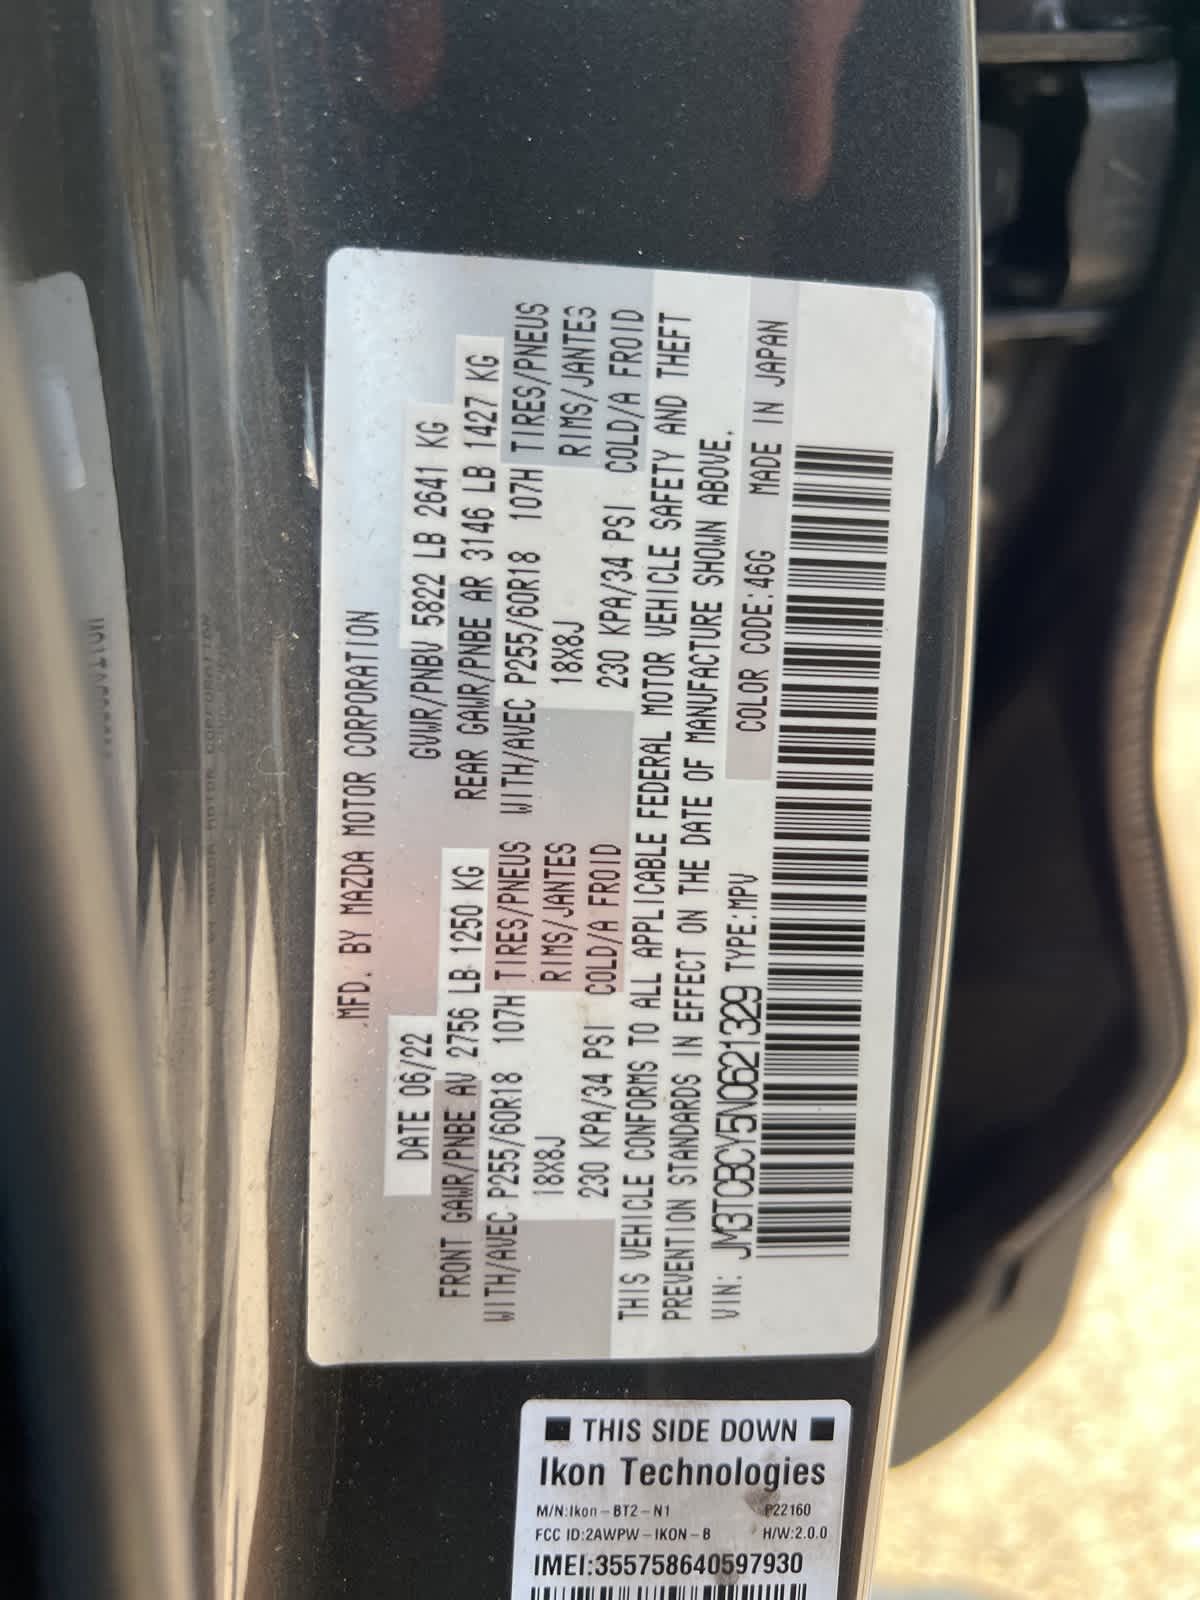 MFD. BY MAZDA MOTOR CORPORATION
DATE 06/22
GVWR/PNBV 5822 LB 2641 KG
FRONT GAWR/PNBE AV 2756 LB 1250 KG
REAR GAWR/PNBE AR 3146 LB 1427 KG
WITH/AVEC P255/60R18 107H TIRES/PNEUS
WITH/AVEC P255/60R18 107H TIRES/PNEUS
18X8J RIMS/JANTES
18X8J RIMS/JANTES
230 KPA/34 PSI COLD/A FROID
230 KPA/34 PSI COLD/A FROID
THIS VEHICLE CONFORMS TO ALL APPLICABLE FEDERAL MOTOR VEHICLE SAFETY AND THEFT
PREVENTION STANDARDS IN EFFECT ON THE DATE OF MANUFACTURE SHOWN ABOVE.
VIN: JM3TCBCY5N0621329 TYPE:MPV COLOR CODE:46G MADE IN JAPAN
THIS SIDE DOWN
Ikon Technologies
M/N:Ikon-BT2-N1 P22160
FCC ID:2AWPW-IKON-B H/W:2.0.0
IMEI:355758640597930